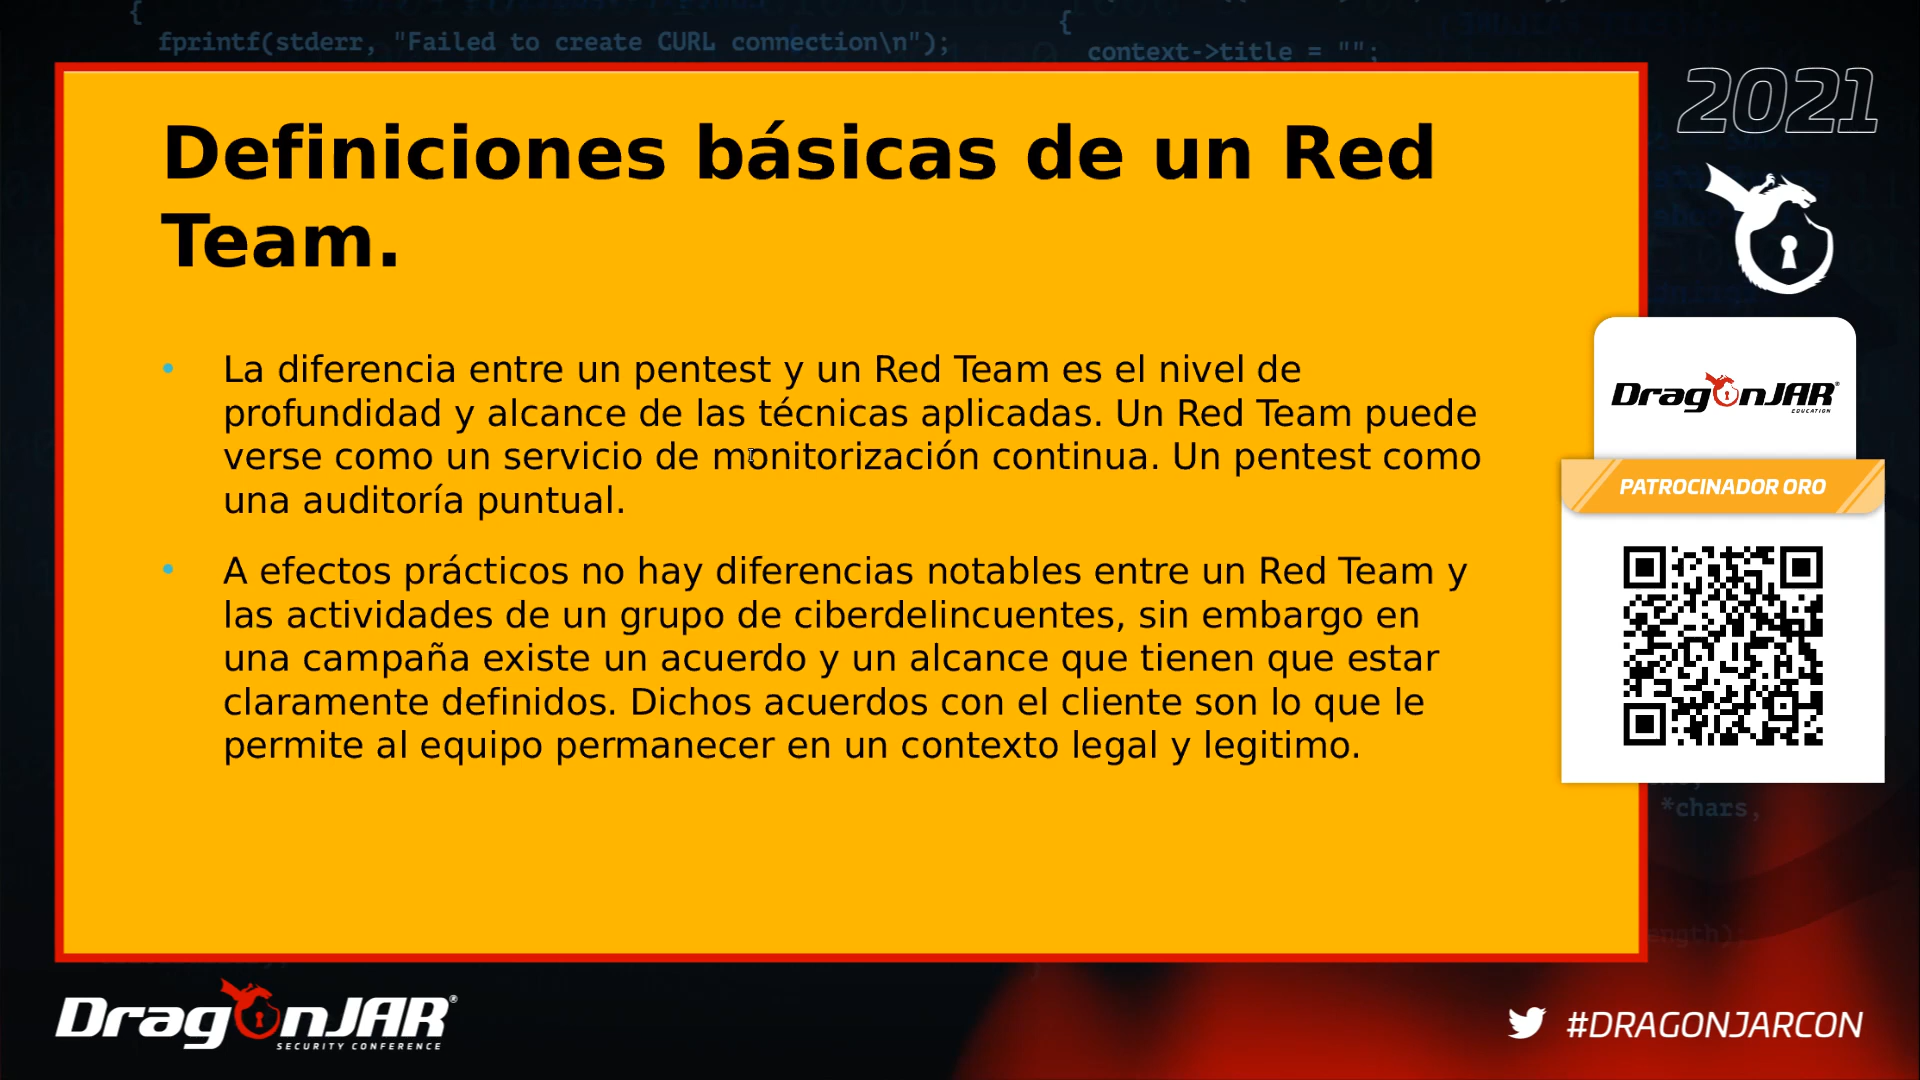 {
fprintf(stderr, "Failed to create CURL connection\n");
{
context->title = "";
2021
Definiciones básicas de un Red
Team.
• La diferencia entre un pentest y un Red Team es el nivel de
profundidad y alcance de las técnicas aplicadas. Un Red Team puede
verse como un servicio de monitorización continua. Un pentest como
una auditoría puntual.
• A efectos prácticos no hay diferencias notables entre un Red Team y
las actividades de un grupo de ciberdelincuentes, sin embargo en
una campaña existe un acuerdo y un alcance que tienen que estar
claramente definidos. Dichos acuerdos con el cliente son lo que le
permite al equipo permanecer en un contexto legal y legitimo.
DragonJAR®
EDUCATION
PATROCINADOR ORO
*chars,
DragonJAR®
SECURITY CONFERENCE
#DRAGONJARCON